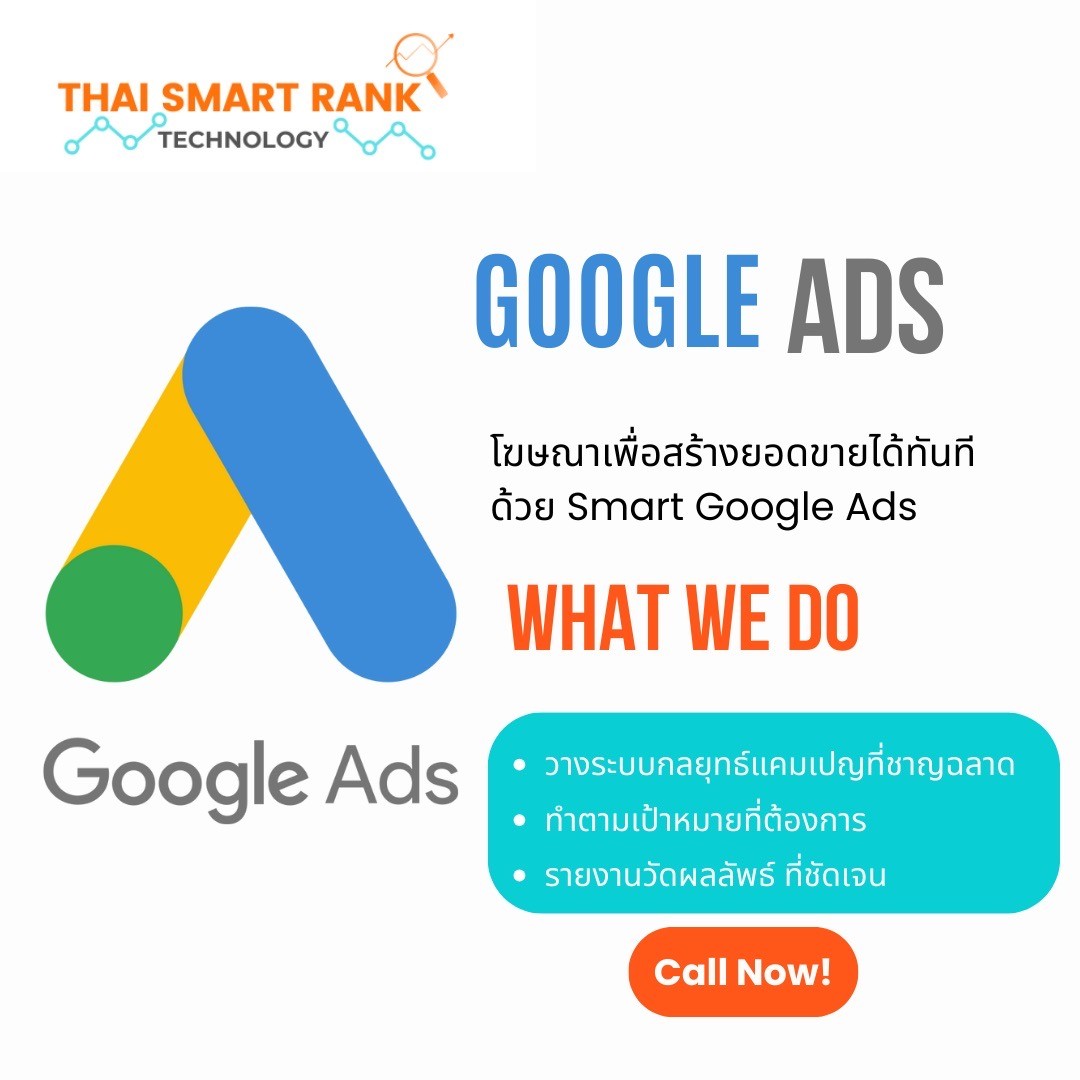 THAI SMART RANK
TECHNOLOGY
GOOGLE ADS
โฆษณาเพื่อสร้างยอดขายได้ทันที
ด้วย Smart Google Ads
WHAT WE DO
Google Ads
• วางระบบกลยุทธ์แคมเปญที่ชาญฉลาด
• ทำตามเป้าหมายที่ต้องการ
• รายงานวัดผลลัพธ์ ที่ชัดเจน
Call Now!